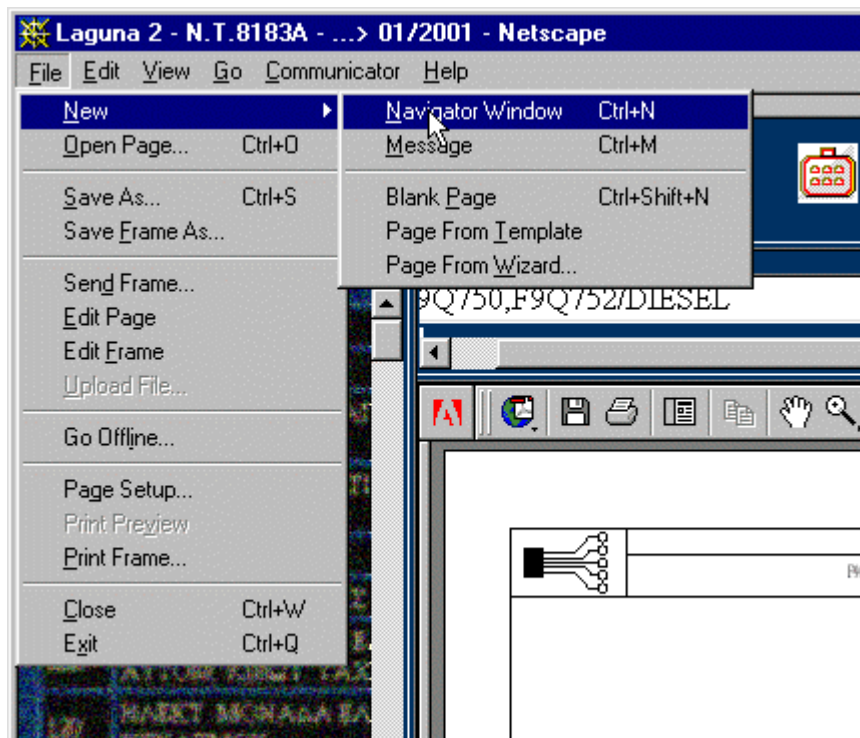 Laguna 2 - N.T.8183A - ...> 01/2001 - Netscape
File Edit View Go Communicator Help
New
Open Page... Ctrl+O
Save As... Ctrl+S
Save Frame As...
Send Frame...
Edit Page
Edit Frame
Upload File...
Go Offline...
Page Setup...
Print Preview
Print Frame...
Close Ctrl+W
Exit Ctrl+Q
Navigator Window Ctrl+N
Message Ctrl+M
Blank Page Ctrl+Shift+N
Page From Template
Page From Wizard...
9Q750,F9Q752/DIESEL